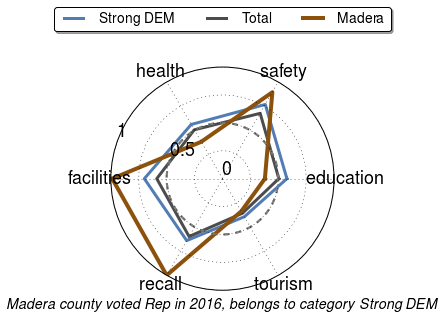 Strong DEM Total Madera
health safety
1
0.5
0
facilities education
recall tourism
Madera county voted Rep in 2016, belongs to category Strong DEM